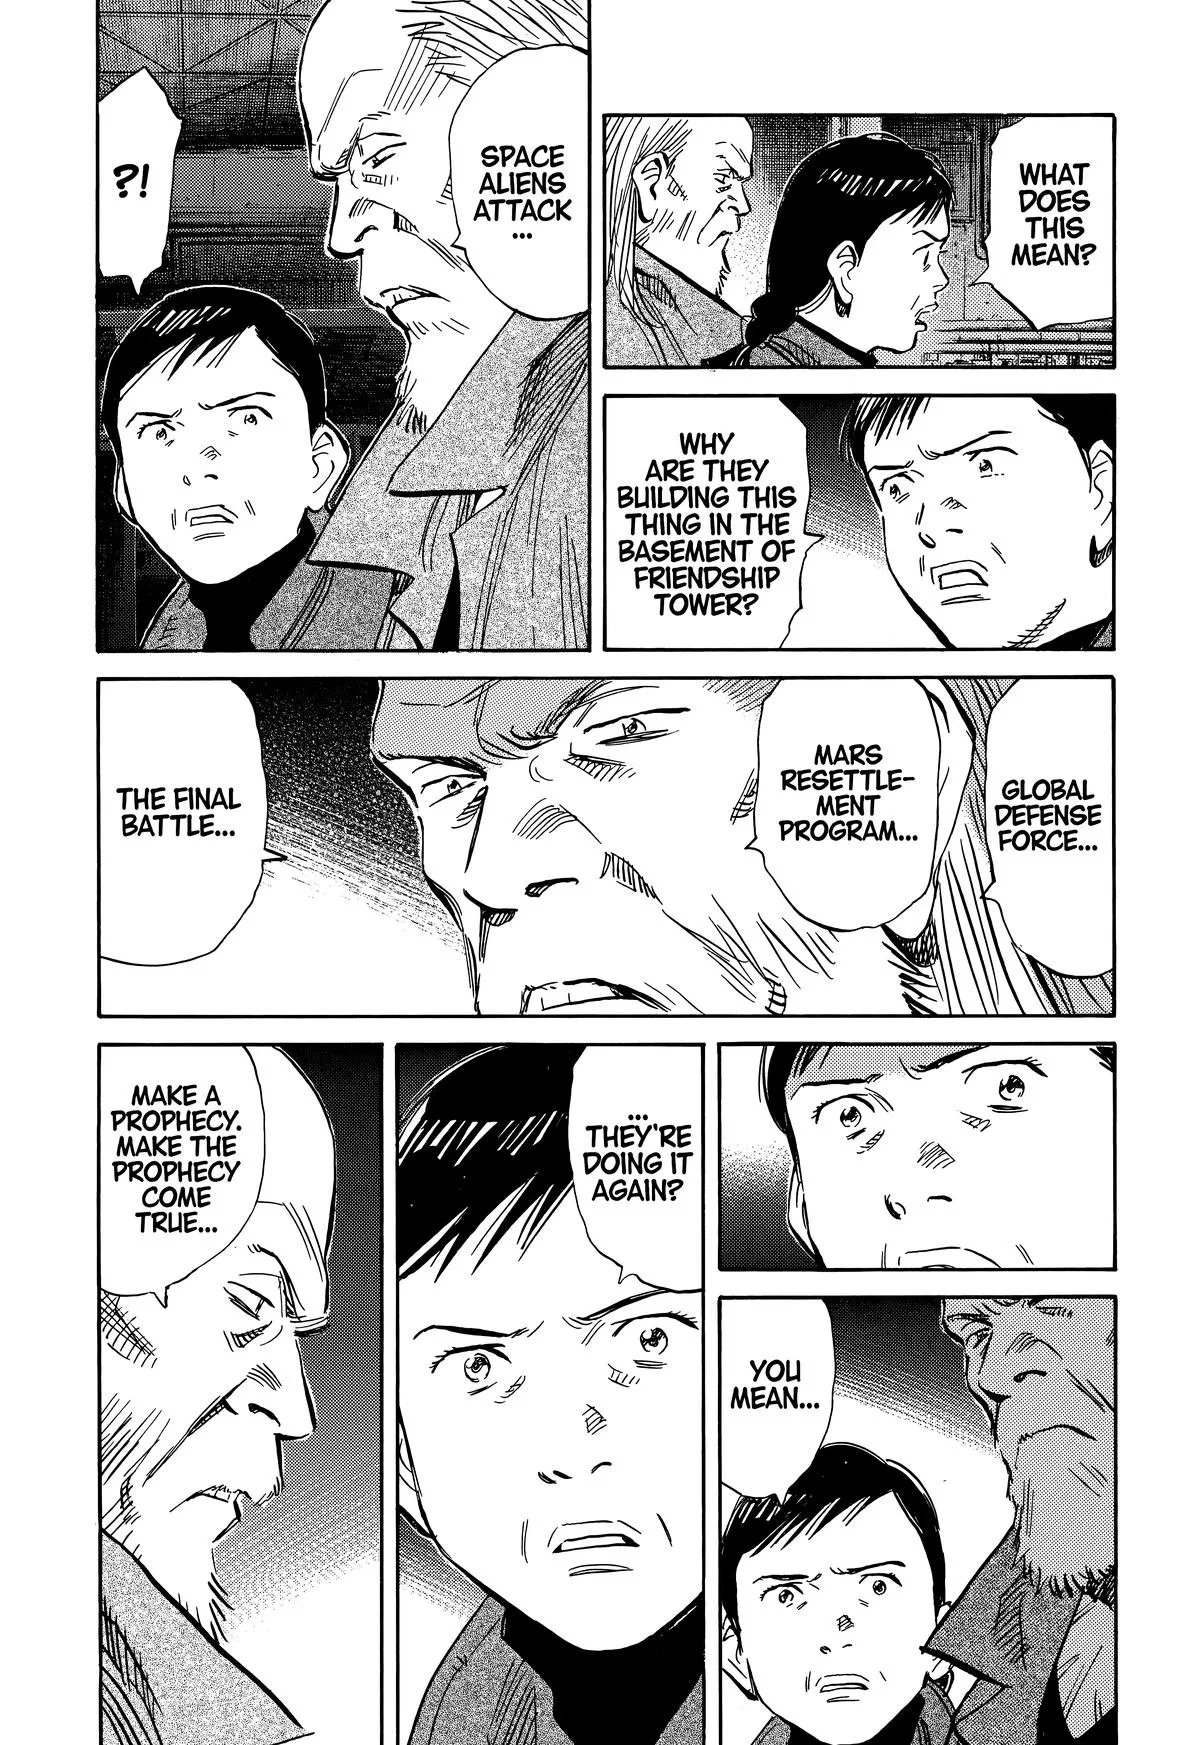 WHAT
DOES
THIS
MEAN?
WHY
ARE THEY
BUILDING THIS
THING IN THE
BASEMENT OF
FRIENDSHIP
TOWER?
SPACE
ALIENS
ATTACK
...
?!
GLOBAL
DEFENSE
FORCE...
MARS
RESETTLE-
MENT
PROGRAM...
THE FINAL
BATTLE...
YOU
MEAN...
...
THEY'RE
DOING IT
AGAIN?
MAKE A
PROPHECY.
MAKE THE
PROPHECY
COME
TRUE...